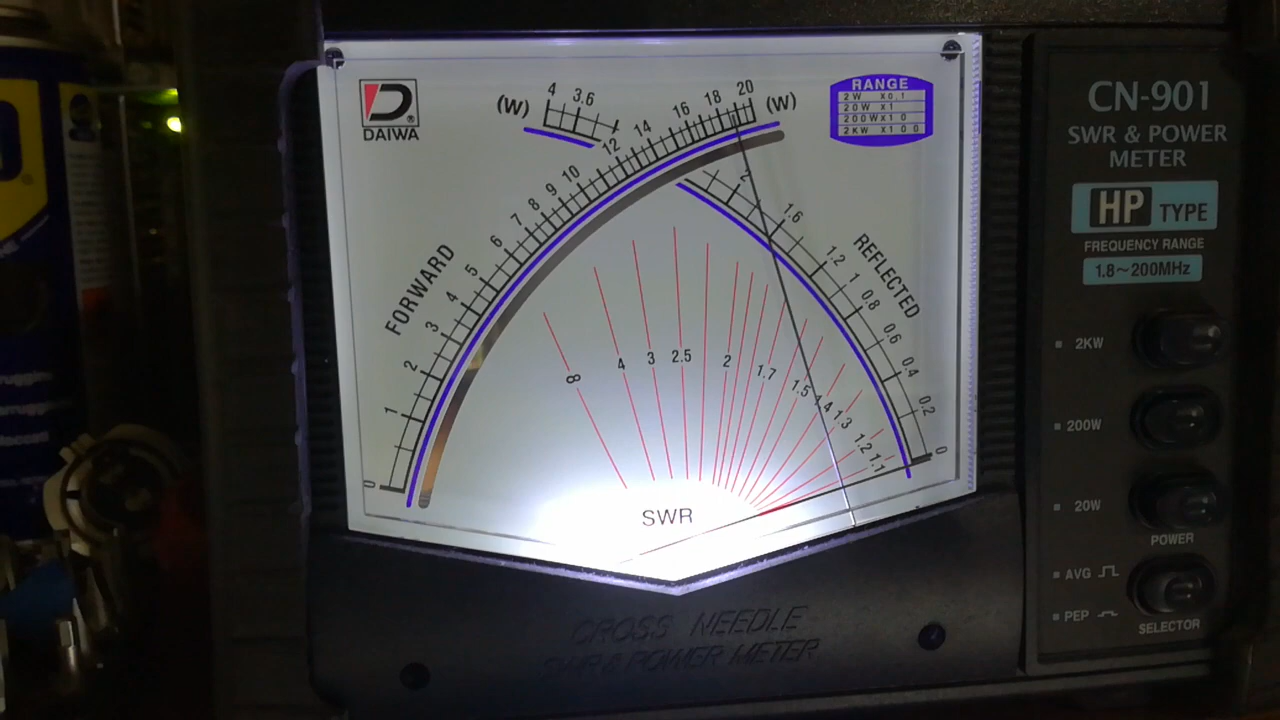 DAIWA
(W)
4
3.6
(W)
20
18
16
14
12
10
9
8
7
6
5
4
3
2
1
0
FORWARD
RANGE
2W X0.1
20W X1
200W X10
2KW X100
2
1.6
1.2
1
0.8
0.6
0.4
0.2
0
REFLECTED
8
4
3
2.5
2
1.7
1.5
1.4
1.3
1.2
1.1
SWR
CROSS NEEDLE
SWR & POWER METER
CN-901
SWR & POWER
METER
HP TYPE
FREQUENCY RANGE
1.8~200MHz
2KW
200W
20W
POWER
AVG
PEP
SELECTOR